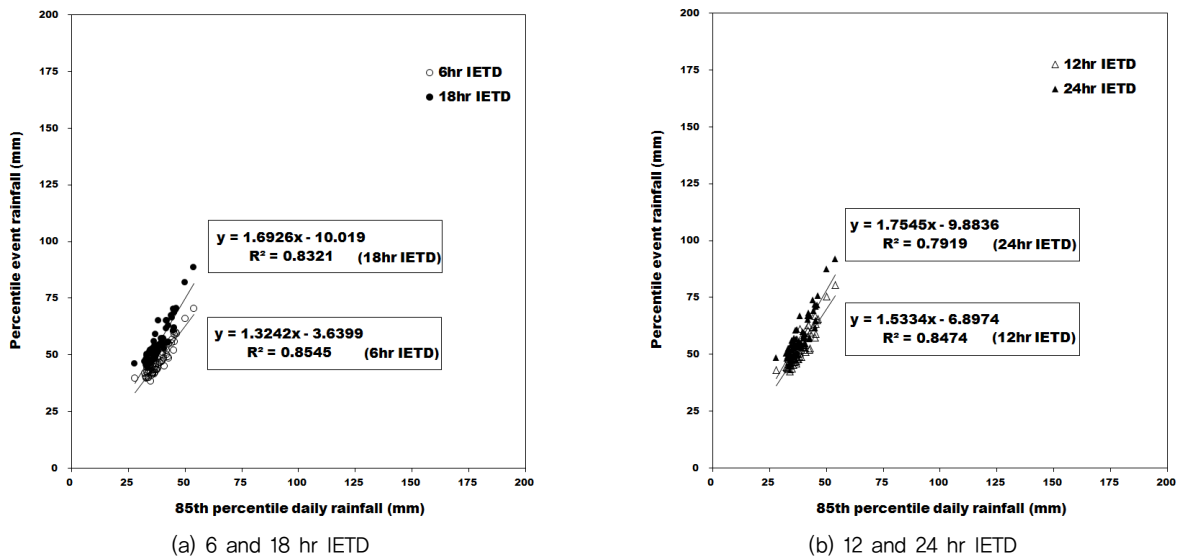 200
175
150
125
100
75
50
25
0
Percentile event rainfall (mm)
6hr IETD
18hr IETD
y = 1.6926x - 10.019
R² = 0.8321 (18hr IETD)
y = 1.3242x - 3.6399
R² = 0.8545 (6hr IETD)
0 25 50 75 100 125 150 175 200
85th percentile daily rainfall (mm)
(a) 6 and 18 hr IETD
200
175
150
125
100
75
50
25
0
Percentile event rainfall (mm)
12hr IETD
24hr IETD
y = 1.7545x - 9.8836
R² = 0.7919 (24hr IETD)
y = 1.5334x - 6.8974
R² = 0.8474 (12hr IETD)
0 25 50 75 100 125 150 175 200
85th percentile daily rainfall (mm)
(b) 12 and 24 hr IETD